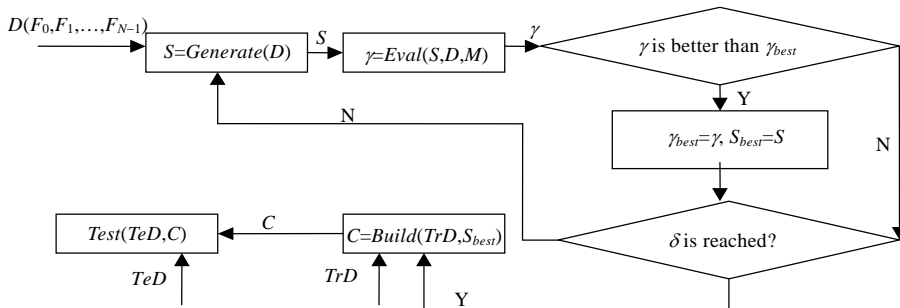 D(F0,F1,…,FN-1)
S=Generate(D)
S
γ=Eval(S,D,M)
γ
γ is better than γbest
Y
N
N
γbest=γ, Sbest=S
Test(TeD,C)
C
C=Build(TrD,Sbest)
δ is reached?
TeD
TrD
Y